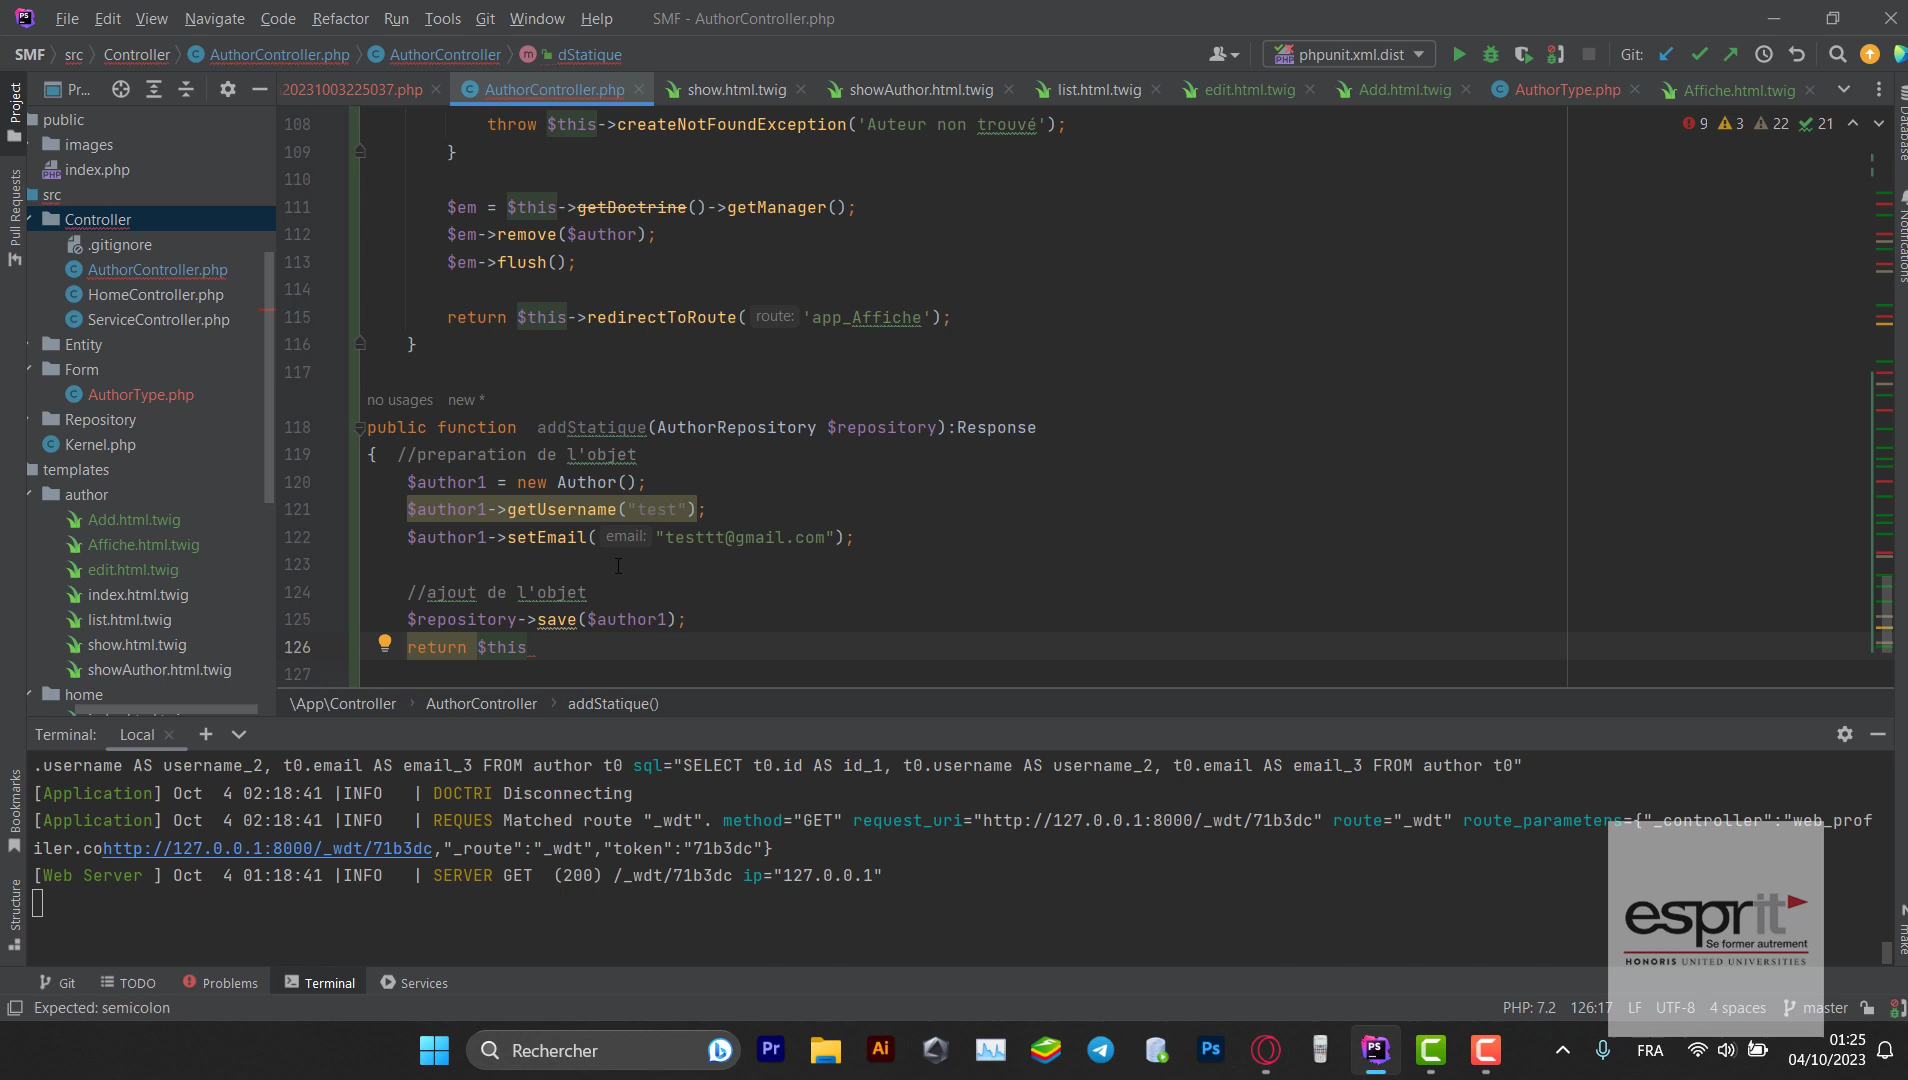 File Edit View Navigate Code Refactor Run Tools Git Window Help SMF - AuthorController.php
SMF src Controller AuthorController.php AuthorController m dStatique phpunit.xml.dist Git:
Pr... 20231003225037.php AuthorController.php show.html.twig showAuthor.html.twig list.html.twig edit.html.twig Add.html.twig AuthorType.php Affiche.html.twig
Project
Pull Requests
Bookmarks
Structure
Database
Notifications
make
public
images
index.php
src
Controller
.gitignore
AuthorController.php
HomeController.php
ServiceController.php
Entity
Form
AuthorType.php
Repository
Kernel.php
templates
author
Add.html.twig
Affiche.html.twig
edit.html.twig
index.html.twig
list.html.twig
show.html.twig
showAuthor.html.twig
home
9 3 22 21
108 throw $this->createNotFoundException('Auteur non trouvé');
109 }
110
111 $em = $this->getDoctrine()->getManager();
112 $em->remove($author);
113 $em->flush();
114
115 return $this->redirectToRoute( route: 'app_Affiche');
116 }
117
no usages new *
118 public function addStatique(AuthorRepository $repository):Response
119 { //preparation de l'objet
120 $author1 = new Author();
121 $author1->getUsername("test");
122 $author1->setEmail( email: "testtt@gmail.com");
123
124 //ajout de l'objet
125 $repository->save($author1);
126 return $this
127
\App\Controller AuthorController addStatique()
Terminal: Local
.username AS username_2, t0.email AS email_3 FROM author t0 sql="SELECT t0.id AS id_1, t0.username AS username_2, t0.email AS email_3 FROM author t0"
[Application] Oct 4 02:18:41 |INFO | DOCTRI Disconnecting
[Application] Oct 4 02:18:41 |INFO | REQUES Matched route "_wdt". method="GET" request_uri="http://127.0.0.1:8000/_wdt/71b3dc" route="_wdt" route_parameters={"_controller":"web_prof
iler.cohttp://127.0.0.1:8000/_wdt/71b3dc,"_route":"_wdt","token":"71b3dc"}
[Web Server ] Oct 4 01:18:41 |INFO | SERVER GET (200) /_wdt/71b3dc ip="127.0.0.1"
esprit
Se former autrement
HONORIS UNITED UNIVERSITIES
Git TODO Problems Terminal Services
Expected: semicolon PHP: 7.2 126:17 LF UTF-8 4 spaces master
Rechercher Pr Ai Ps PS FRA 01:25
04/10/2023